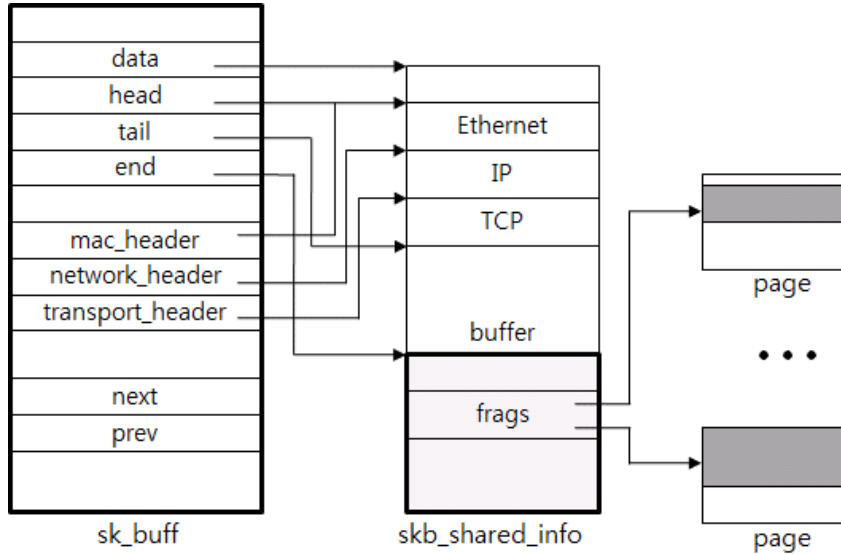 data
head
tail
end
mac_header
network_header
transport_header
next
prev
sk_buff
Ethernet
IP
TCP
buffer
frags
skb_shared_info
page
page